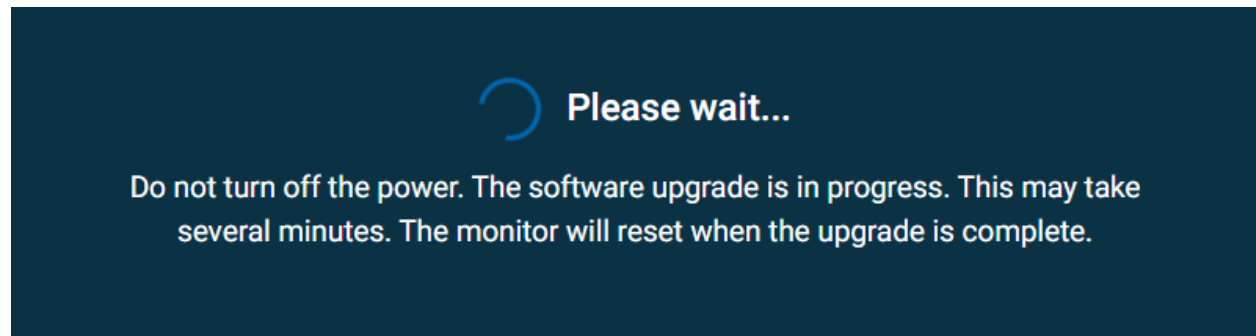 Please wait...
Do not turn off the power. The software upgrade is in progress. This may take
several minutes. The monitor will reset when the upgrade is complete.